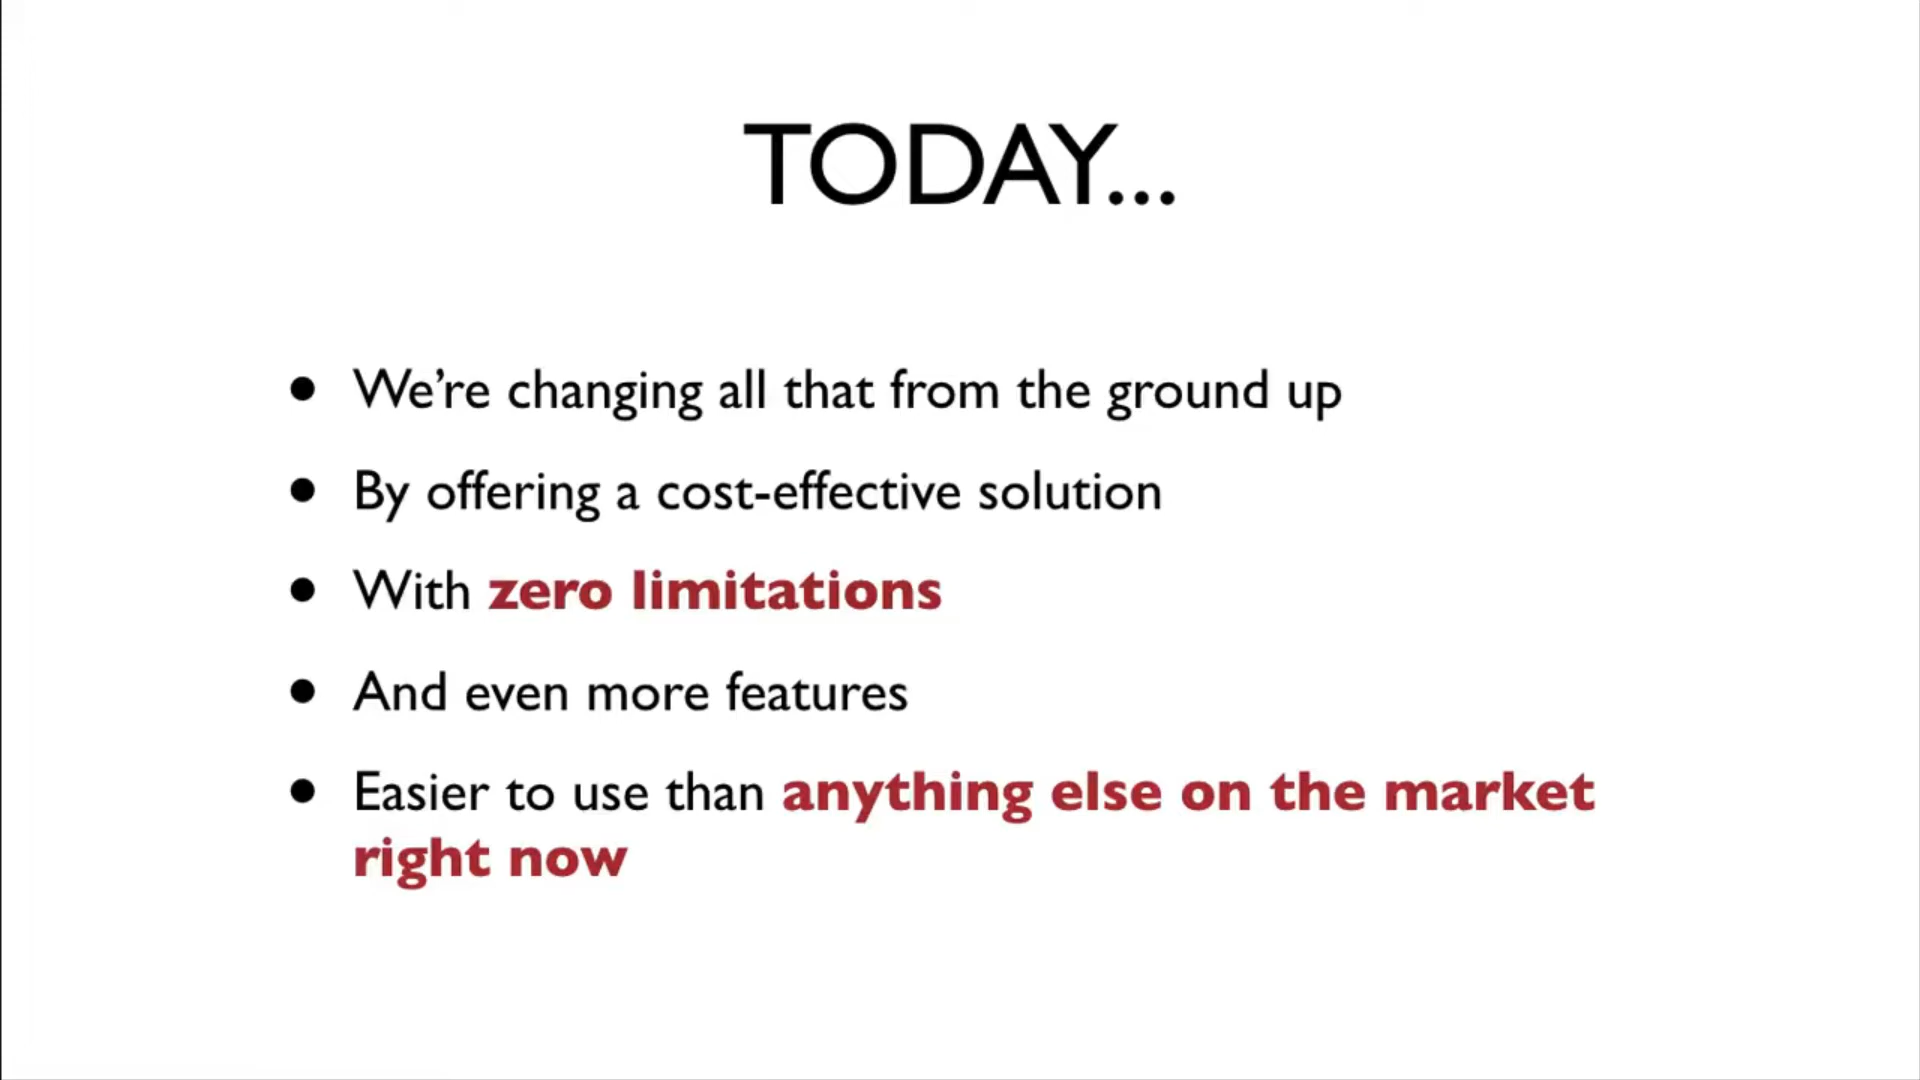 TODAY...
• We’re changing all that from the ground up
• By offering a cost-effective solution
• With zero limitations
• And even more features
• Easier to use than anything else on the market
right now